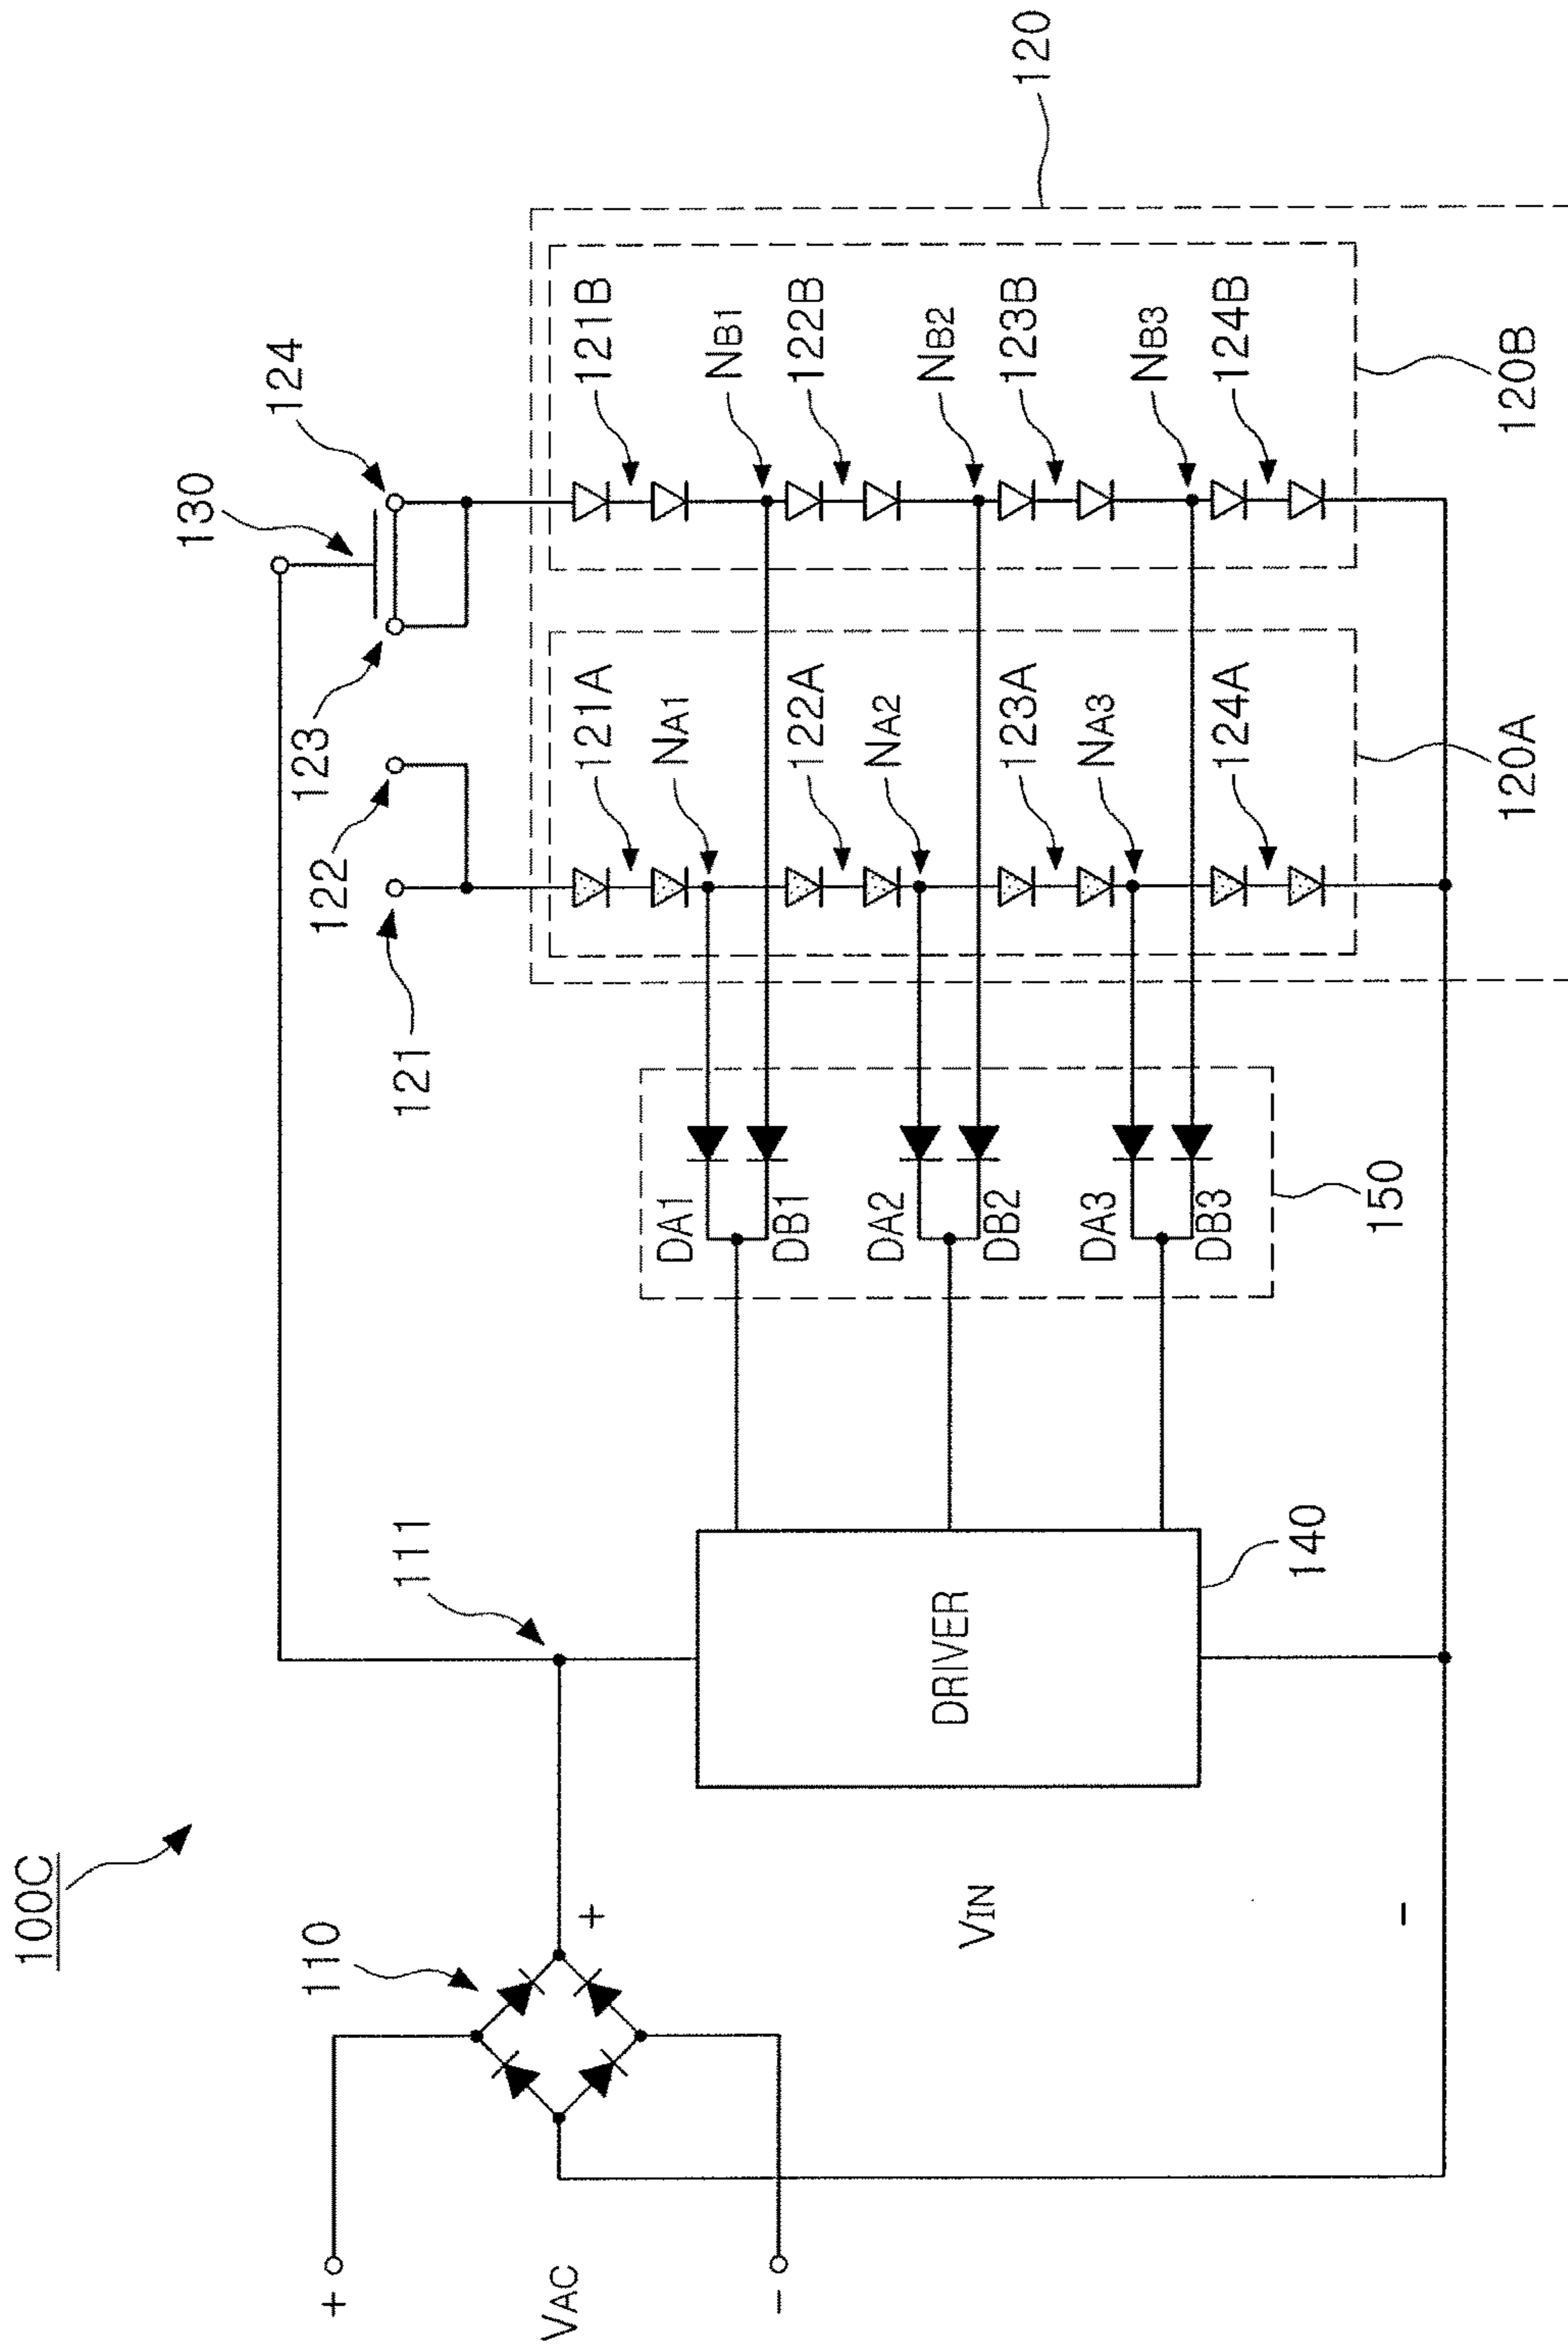 100C
VAC
+
-
110
+
VIN
-
111
DRIVER
140
DA1
DB1
DA2
DB2
DA3
DB3
150
121
122
123
130
124
121A
NA1
122A
NA2
123A
NA3
124A
120A
121B
NB1
122B
NB2
123B
NB3
124B
120B
120